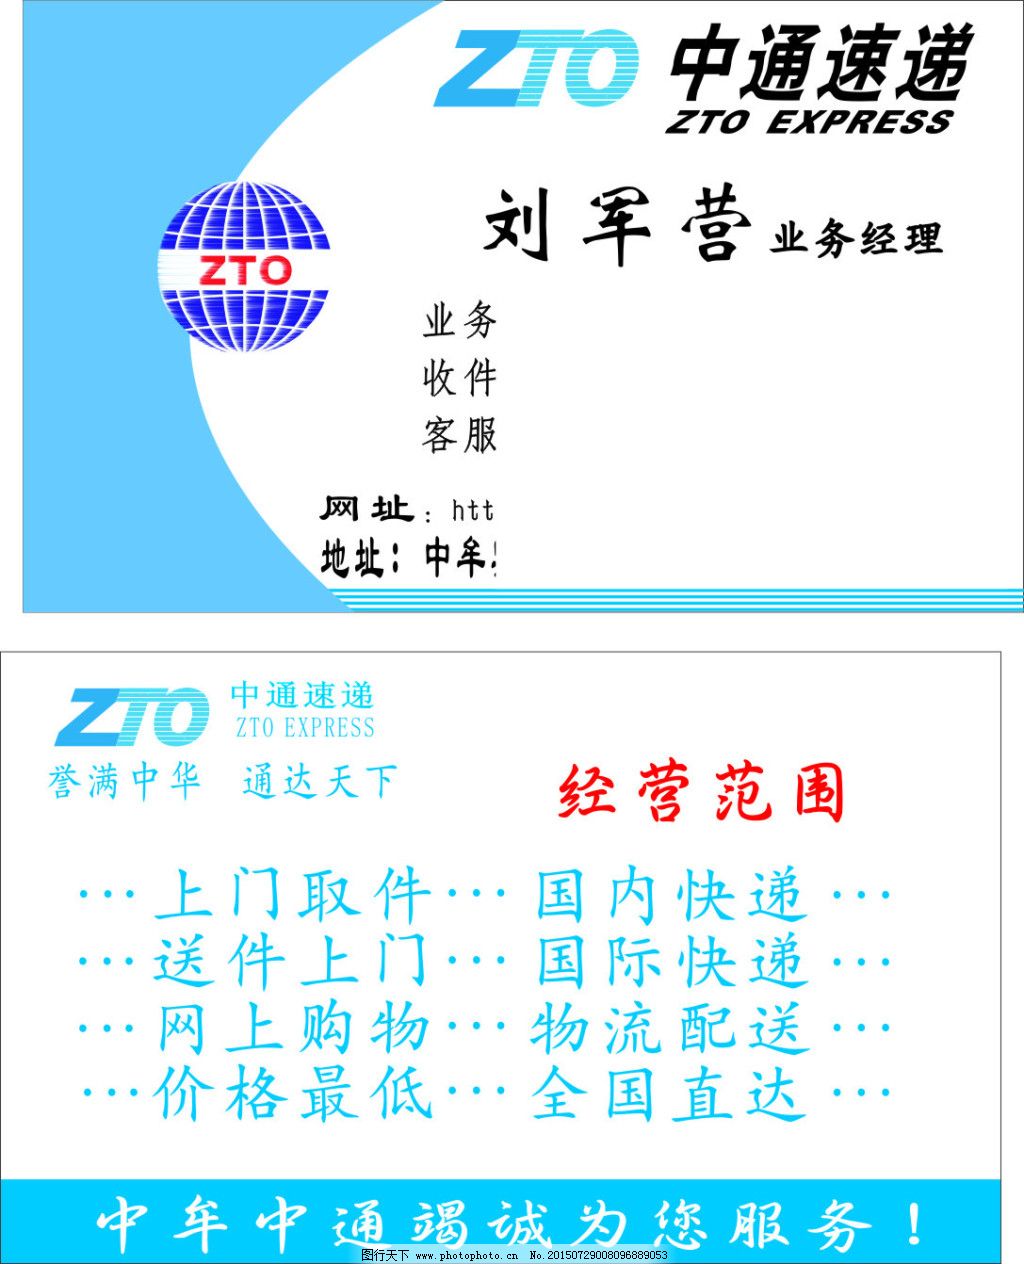 ZTO 中通速递
ZTO EXPRESS
刘军营 业务经理
ZTO
业务
收件
客服
网址：htt
地址：中牟
ZTO 中通速递
ZTO EXPRESS
誉满中华 通达天下
经营范围
…上门取件…国内快递…
…送件上门…国际快递…
…网上购物…物流配送…
…价格最低…全国直达…
中牟中通竭诚为您服务！
图行天下 www.photophoto.cn No.20150729008096889053